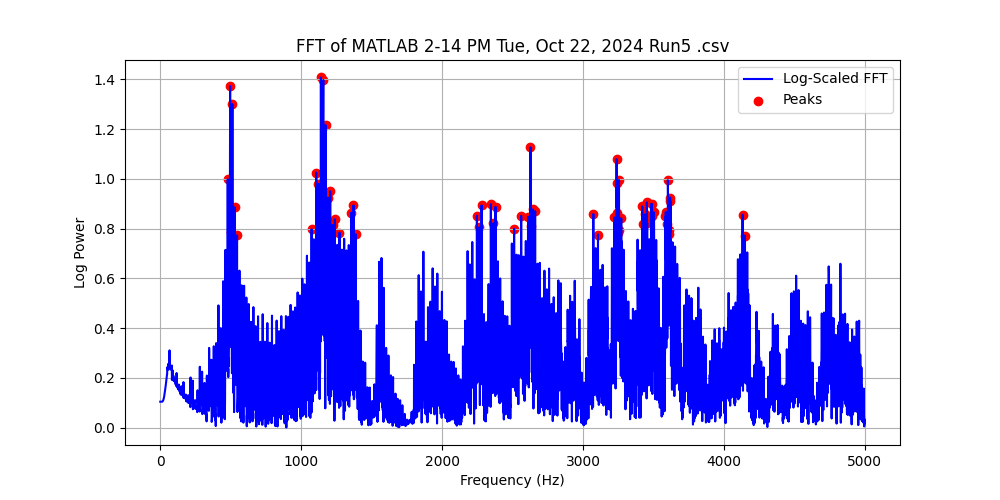 FFT of MATLAB 2-14 PM Tue, Oct 22, 2024 Run5 .csv
Log-Scaled FFT
Peaks
1.4
1.2
1.0
0.8
0.6
0.4
0.2
0.0
Log Power
0 1000 2000 3000 4000 5000
Frequency (Hz)